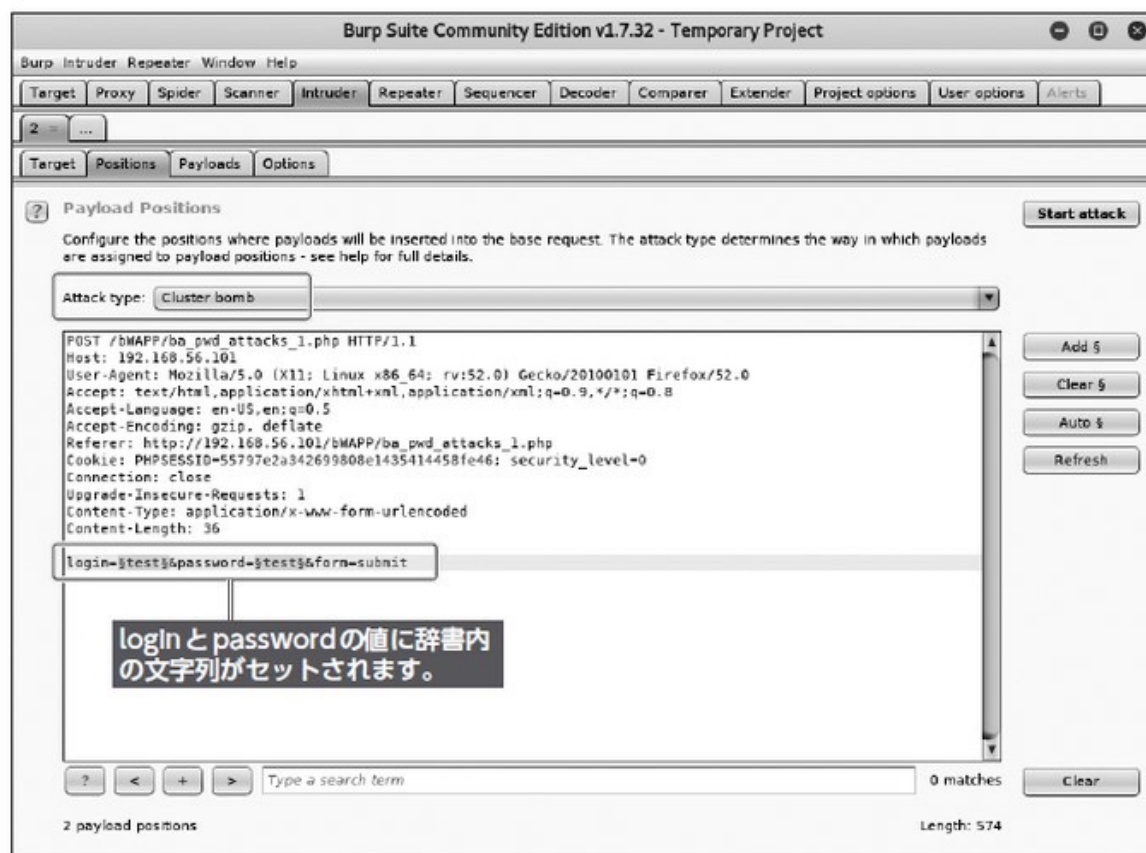 Burp Suite Community Edition v1.7.32 - Temporary Project
Burp Intruder Repeater Window Help
Target Proxy Spider Scanner Intruder Repeater Sequencer Decoder Comparer Extender Project options User options Alerts
2 ...
Target Positions Payloads Options
? Payload Positions
Start attack
Configure the positions where payloads will be inserted into the base request. The attack type determines the way in which payloads
are assigned to payload positions - see help for full details.
Attack type: Cluster bomb
POST /bWAPP/ba_pwd_attacks_1.php HTTP/1.1
Host: 192.168.56.101
User-Agent: Mozilla/5.0 (X11; Linux x86_64; rv:52.0) Gecko/20100101 Firefox/52.0
Accept: text/html,application/xhtml+xml,application/xml;q=0.9,*/*;q=0.8
Accept-Language: en-US,en;q=0.5
Accept-Encoding: gzip, deflate
Referer: http://192.168.56.101/bWAPP/ba_pwd_attacks_1.php
Cookie: PHPSESSID=55797e2a342699808e1435414458fe46; security_level=0
Connection: close
Upgrade-Insecure-Requests: 1
Content-Type: application/x-www-form-urlencoded
Content-Length: 36
login=§test§&password=§test§&form=submit
loginとpasswordの値に辞書内
の文字列がセットされます。
Add §
Clear §
Auto §
Refresh
? < + > Type a search term 0 matches Clear
2 payload positions Length: 574